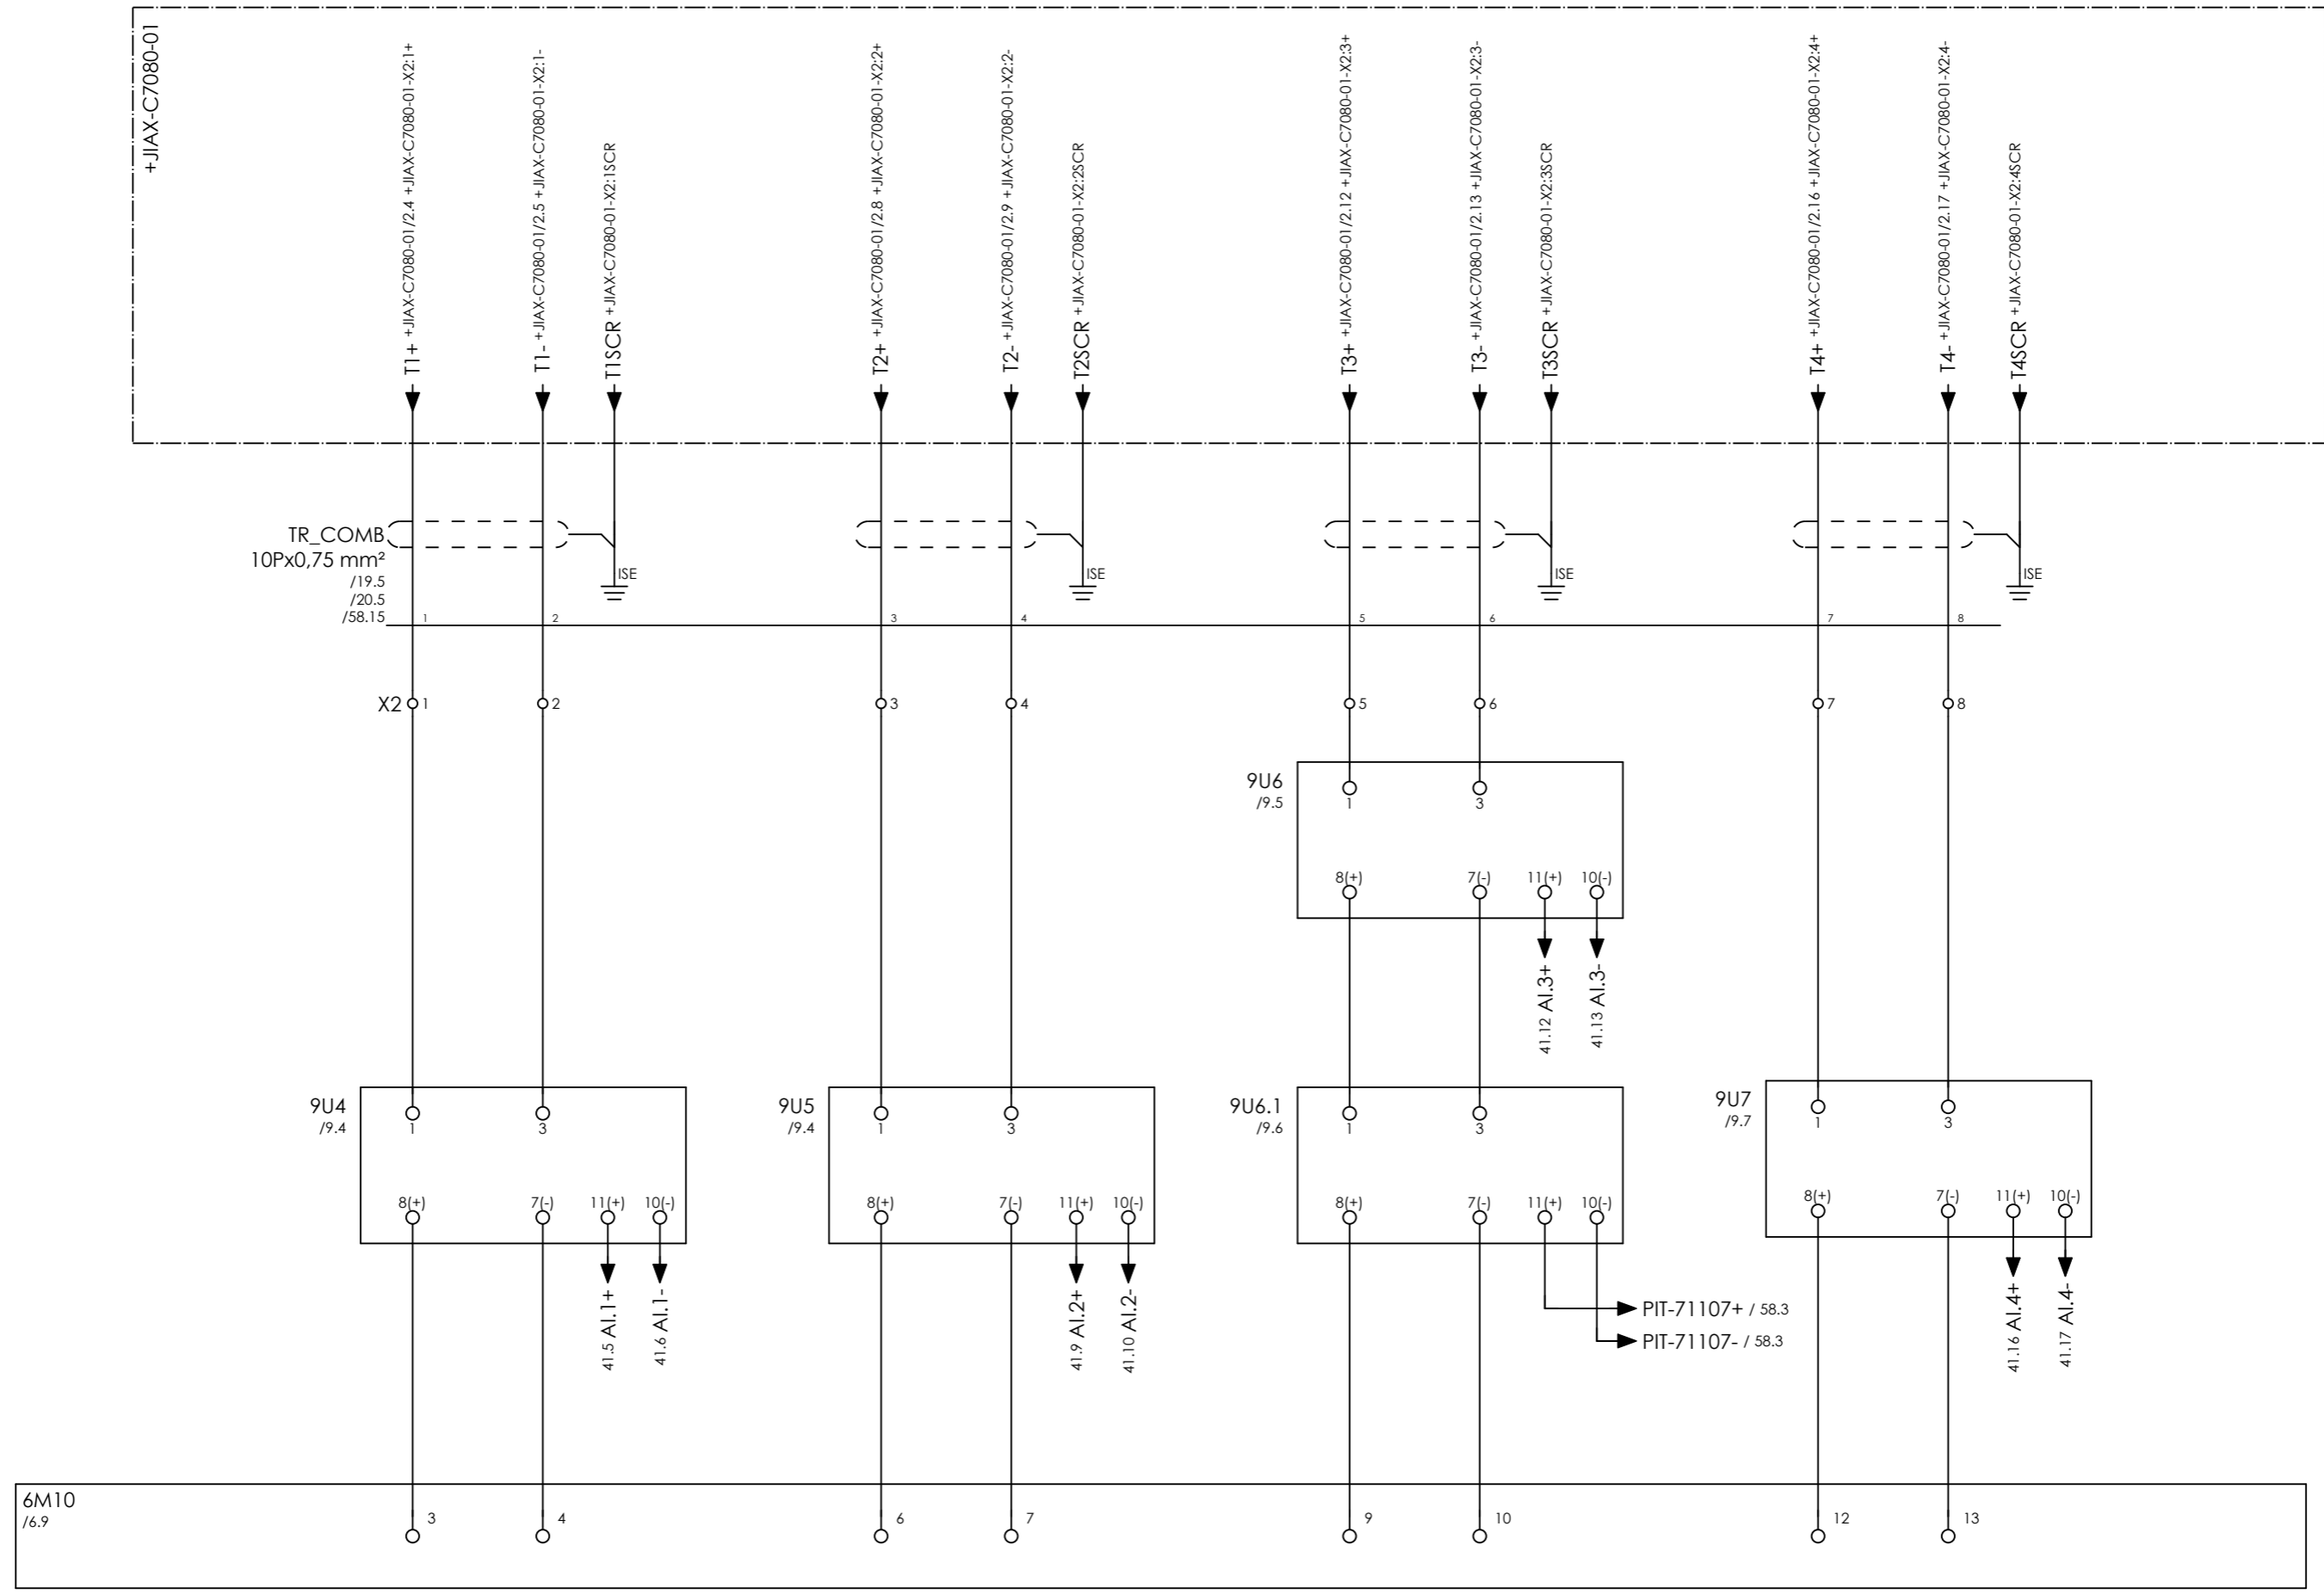 +JIAX-C7080-01
T1+ +JIAX-C7080-01/2.4 +JIAX-C7080-01-X2:1+
T1- +JIAX-C7080-01/2.5 +JIAX-C7080-01-X2:1-
T1SCR +JIAX-C7080-01-X2:1SCR
T2+ +JIAX-C7080-01/2.8 +JIAX-C7080-01-X2:2+
T2- +JIAX-C7080-01/2.9 +JIAX-C7080-01-X2:2-
T2SCR +JIAX-C7080-01-X2:2SCR
T3+ +JIAX-C7080-01/2.12 +JIAX-C7080-01-X2:3+
T3- +JIAX-C7080-01/2.13 +JIAX-C7080-01-X2:3-
T3SCR +JIAX-C7080-01-X2:3SCR
T4+ +JIAX-C7080-01/2.16 +JIAX-C7080-01-X2:4+
T4- +JIAX-C7080-01/2.17 +JIAX-C7080-01-X2:4-
T4SCR +JIAX-C7080-01-X2:4SCR
TR_COMB
10Px0,75 mm²
/19.5
/20.5
/58.15
ISE ISE ISE ISE
1 2 3 4 5 6 7 8
X2 1 2 3 4 5 6 7 8
9U6
/9.5
1 3
8(+) 7(-) 11(+) 10(-)
41.12 AI.3+
41.13 AI.3-
9U4
/9.4
1 3
8(+) 7(-) 11(+) 10(-)
41.5 AI.1+
41.6 AI.1-
9U5
/9.4
1 3
8(+) 7(-) 11(+) 10(-)
41.9 AI.2+
41.10 AI.2-
9U6.1
/9.6
1 3
8(+) 7(-) 11(+) 10(-)
PIT-71107+ / 58.3
PIT-71107- / 58.3
9U7
/9.7
1 3
8(+) 7(-) 11(+) 10(-)
41.16 AI.4+
41.17 AI.4-
6M10
/6.9
3 4 6 7 9 10 12 13